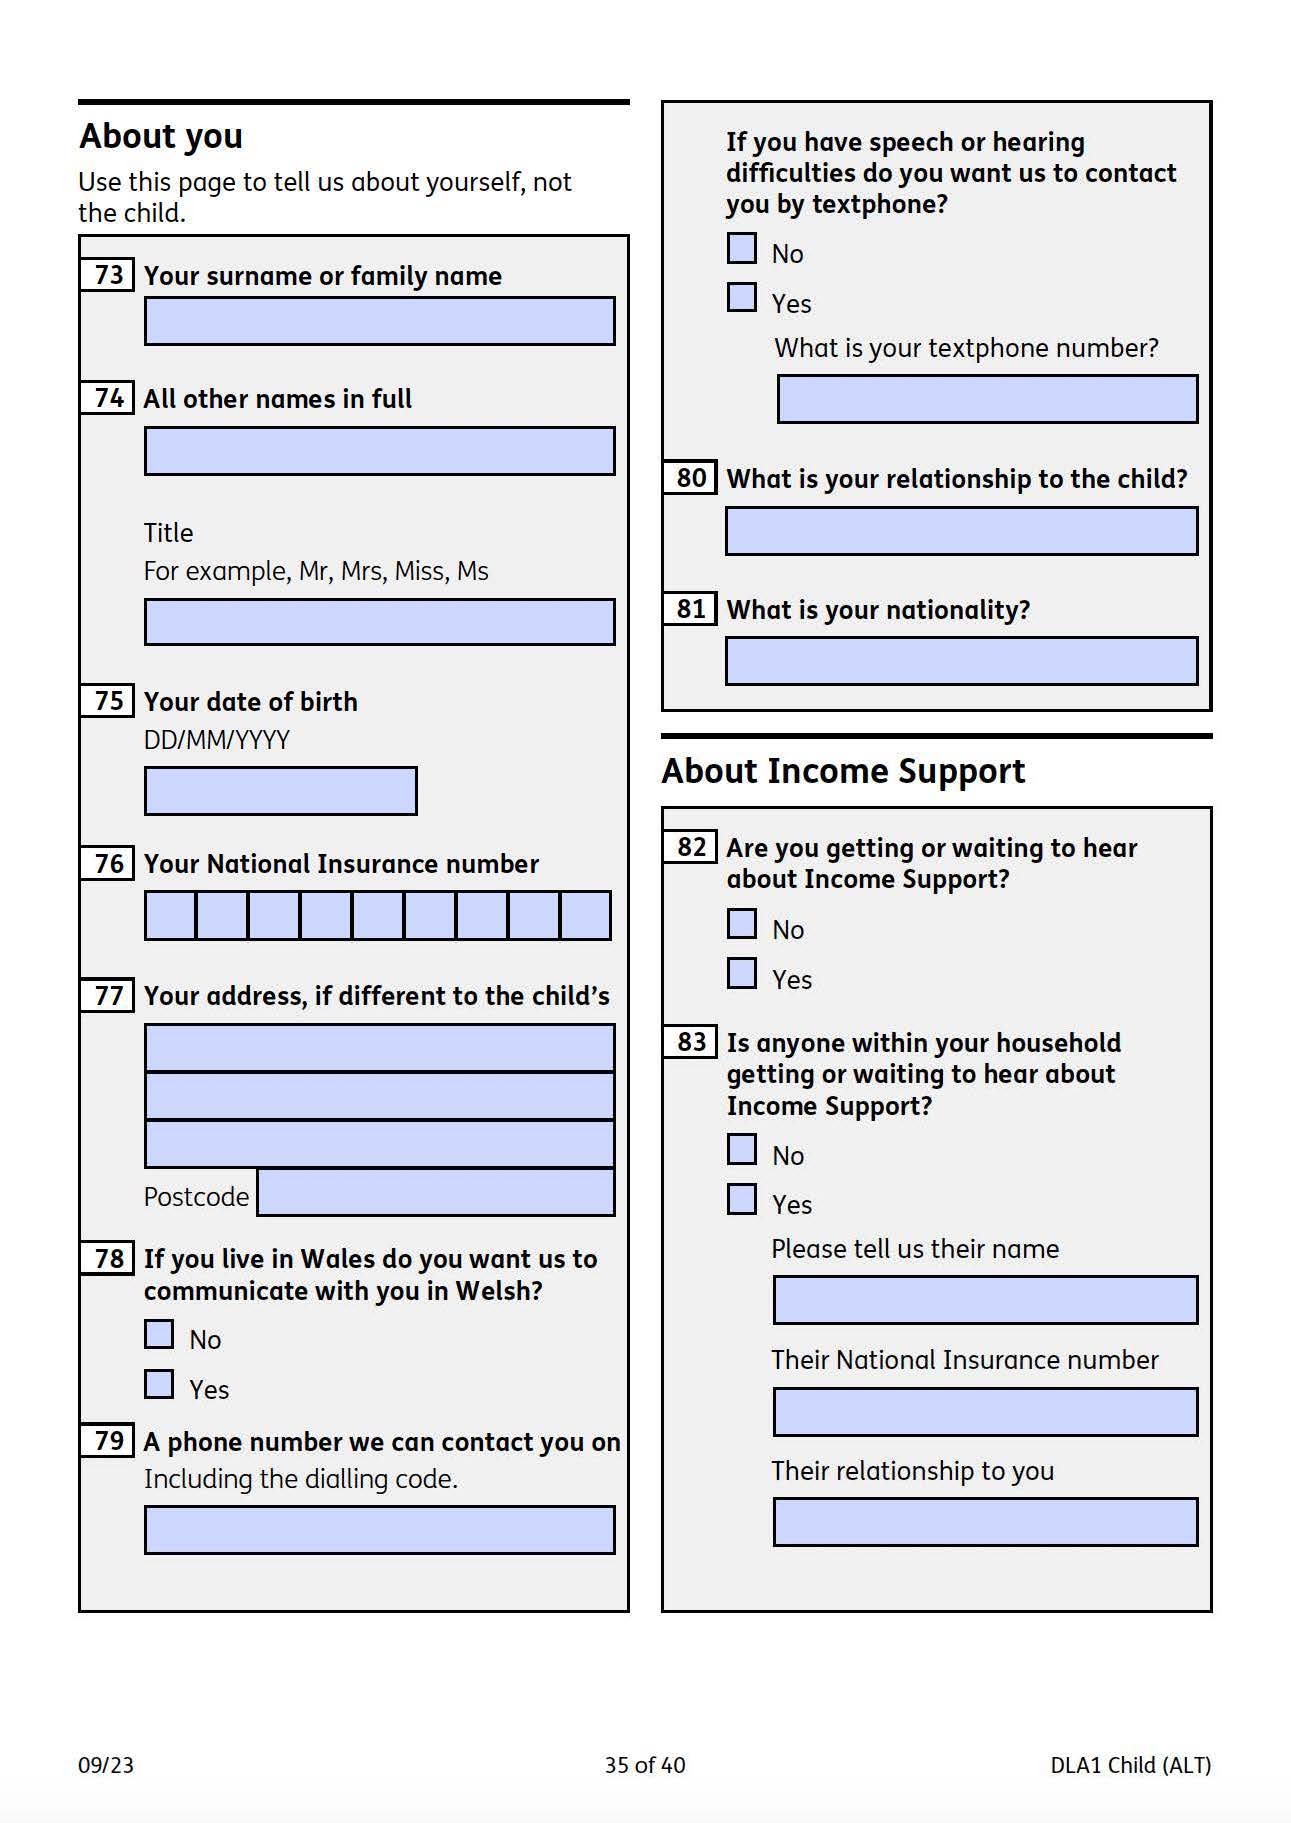 About you
Use this page to tell us about yourself, not
the child.
73 Your surname or family name
74 All other names in full
Title
For example, Mr, Mrs, Miss, Ms
75 Your date of birth
DD/MM/YYYY
76 Your National Insurance number
77 Your address, if different to the child’s
Postcode
78 If you live in Wales do you want us to
communicate with you in Welsh?
No
Yes
79 A phone number we can contact you on
Including the dialling code.
If you have speech or hearing
difficulties do you want us to contact
you by textphone?
No
Yes
What is your textphone number?
80 What is your relationship to the child?
81 What is your nationality?
About Income Support
82 Are you getting or waiting to hear
about Income Support?
No
Yes
83 Is anyone within your household
getting or waiting to hear about
Income Support?
No
Yes
Please tell us their name
Their National Insurance number
Their relationship to you
09/23
35 of 40
DLA1 Child (ALT)